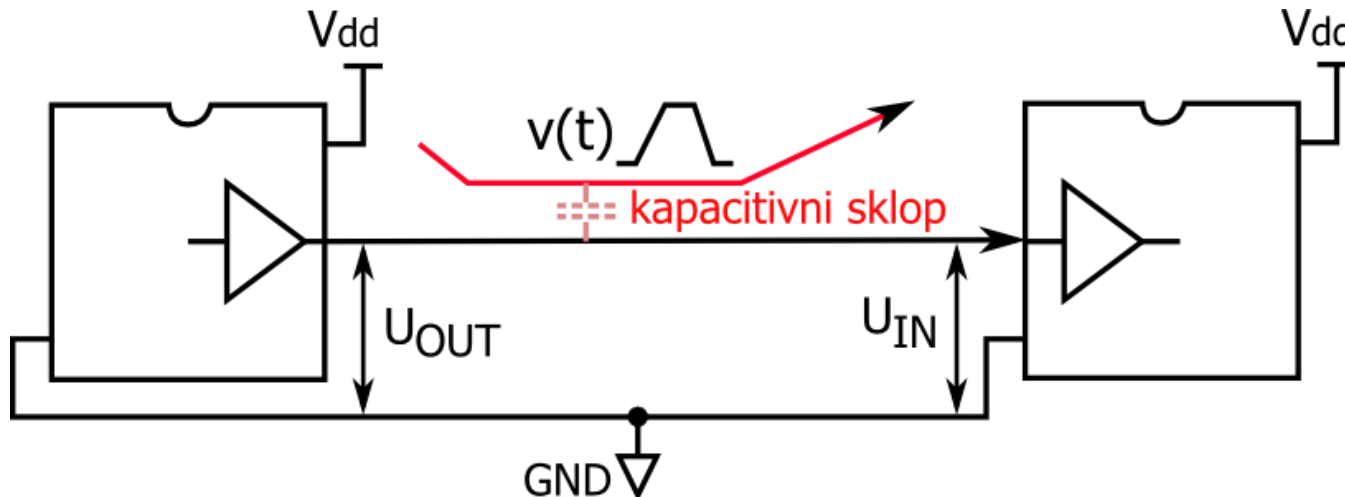 Vdd
Vdd
v(t)
kapacitivni sklop
UOUT
UIN
GND